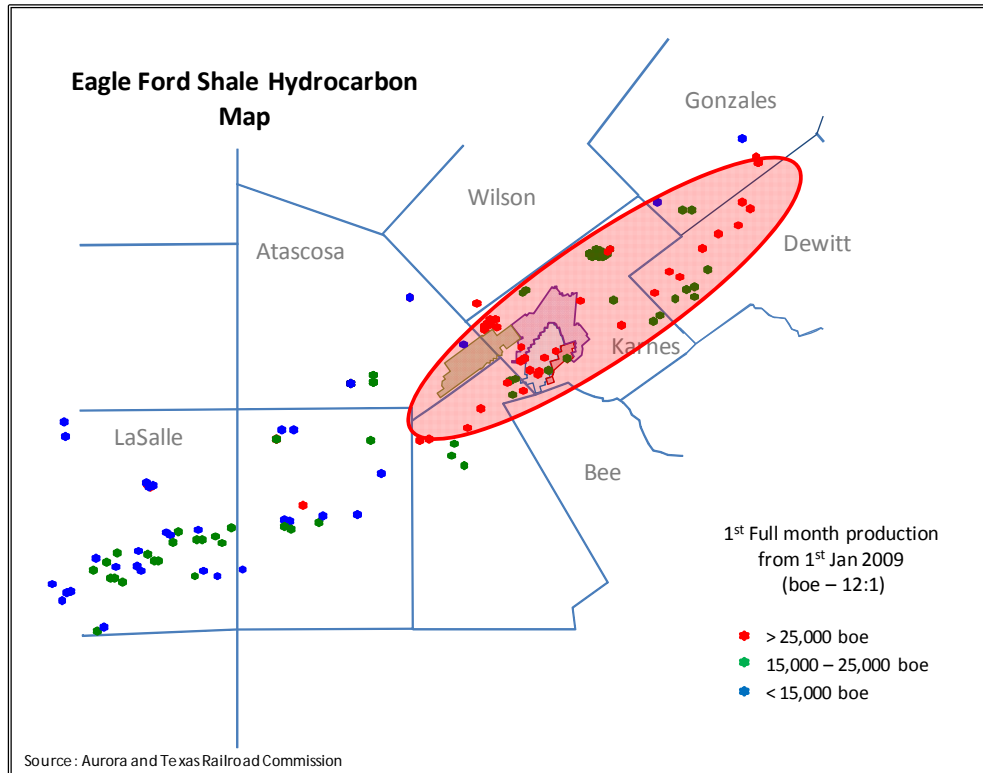 Eagle Ford Shale Hydrocarbon
Map
Gonzales
Wilson
Atascosa
Dewitt
Karnes
LaSalle
Bee
1st Full month production
from 1st Jan 2009
(boe – 12:1)
> 25,000 boe
15,000 – 25,000 boe
< 15,000 boe
Source: Aurora and Texas Railroad Commission